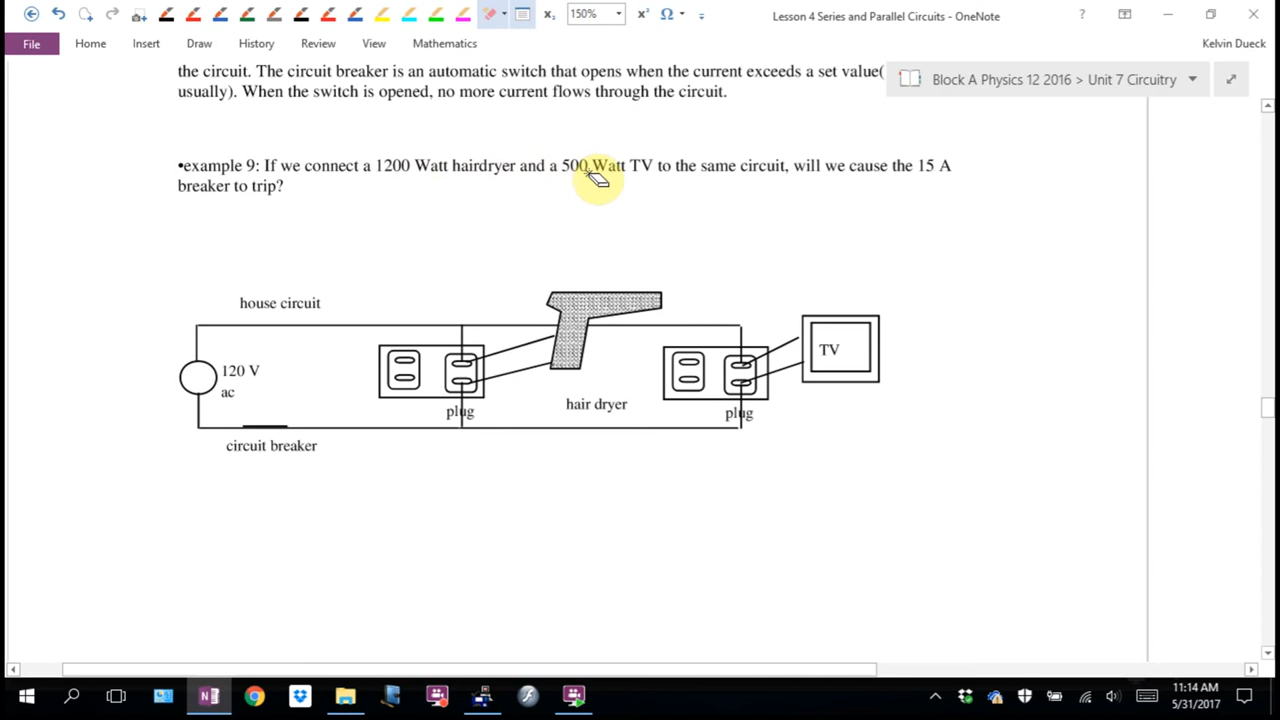 150%
Lesson 4 Series and Parallel Circuits - OneNote
File Home Insert Draw History Review View Mathematics Kelvin Dueck
the circuit. The circuit breaker is an automatic switch that opens when the current exceeds a set value(
Block A Physics 12 2016 > Unit 7 Circuitry
usually). When the switch is opened, no more current flows through the circuit.
•example 9: If we connect a 1200 Watt hairdryer and a 500 Watt TV to the same circuit, will we cause the 15 A
breaker to trip?
house circuit
120 V
ac
TV
hair dryer
plug
plug
circuit breaker
11:14 AM
5/31/2017